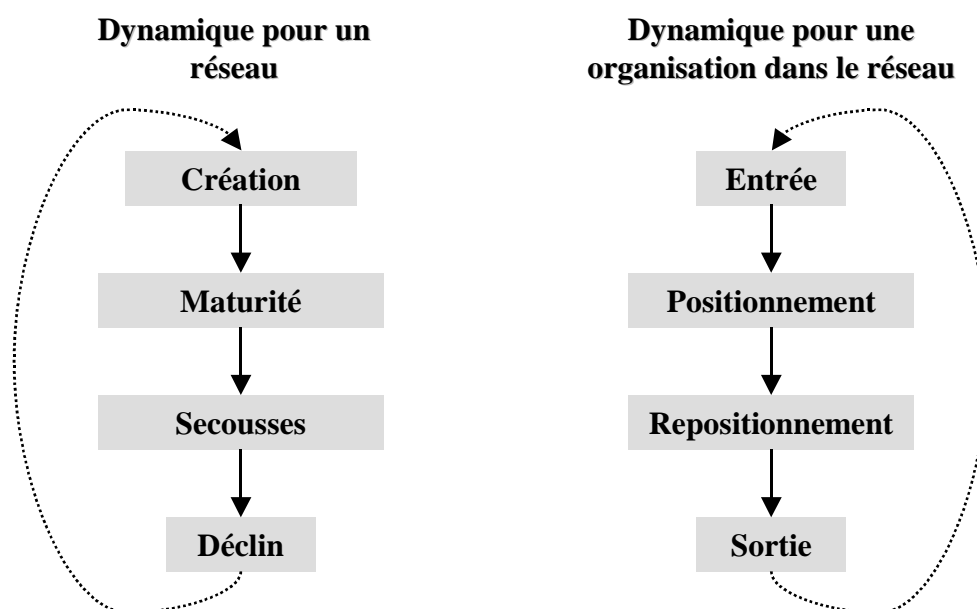 Dynamique pour un
réseau
Création
Maturité
Secousses
Déclin
Dynamique pour une
organisation dans le réseau
Entrée
Positionnement
Repositionnement
Sortie